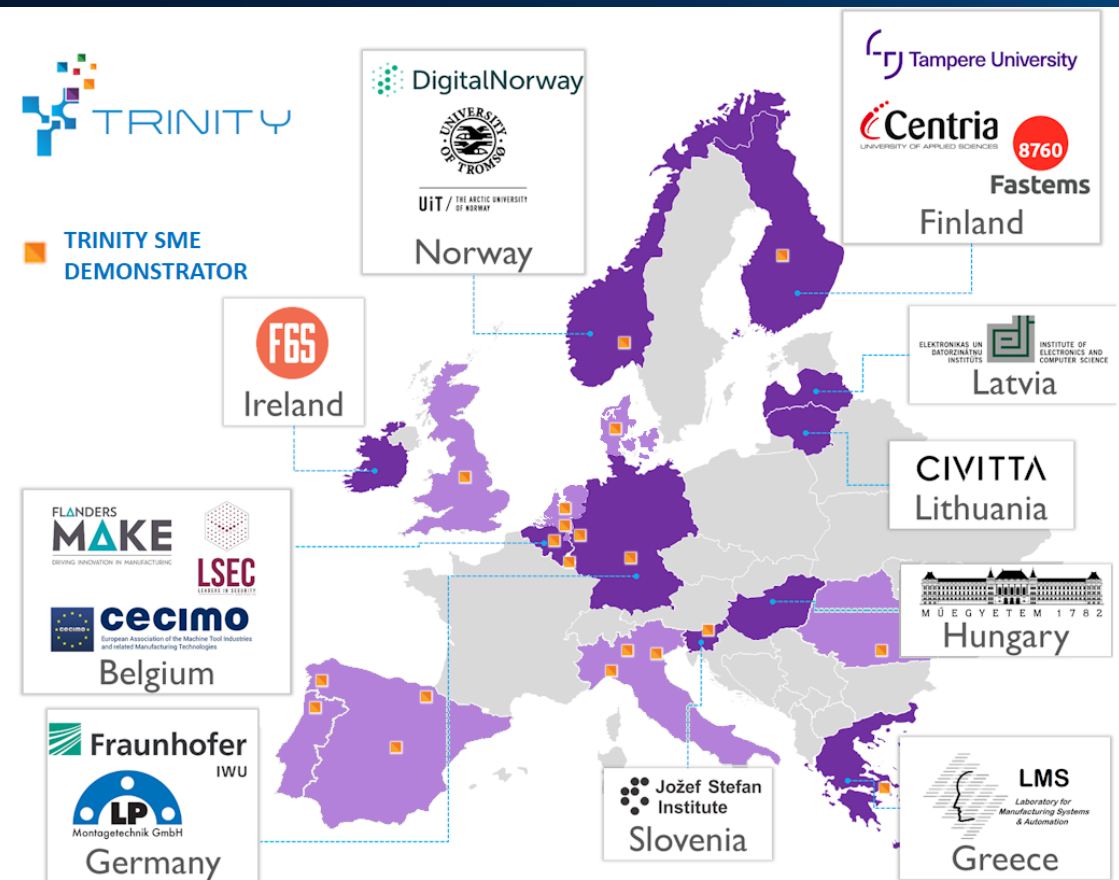 TRINITY
TRINITY SME
DEMONSTRATOR
DigitalNorway
UNIVERSITY
OF TROMSØ
UiT / THE ARCTIC UNIVERSITY
OF NORWAY
Norway
Tampere University
Centria
UNIVERSITY OF APPLIED SCIENCES
8760
Fastems
Finland
F6S
Ireland
ELEKTRONIKAS UN
DATORZINĀTŅU
INSTITŪTS
edi
INSTITUTE OF
ELECTRONICS AND
COMPUTER SCIENCE
Latvia
CIVITTA
Lithuania
FLANDERS
MAKE
DRIVING INNOVATION IN MANUFACTURING
LSEC
LEADERS IN SECURITY
cecimo
cecimo
European Association of the Machine Tool Industries
and related Manufacturing Technologies
Belgium
MŰEGYETEM 1782
Hungary
Fraunhofer
IWU
LP
Montagetechnik GmbH
Germany
Jožef Stefan
Institute
Slovenia
LMS
Laboratory for
Manufacturing Systems
& Automation
Greece